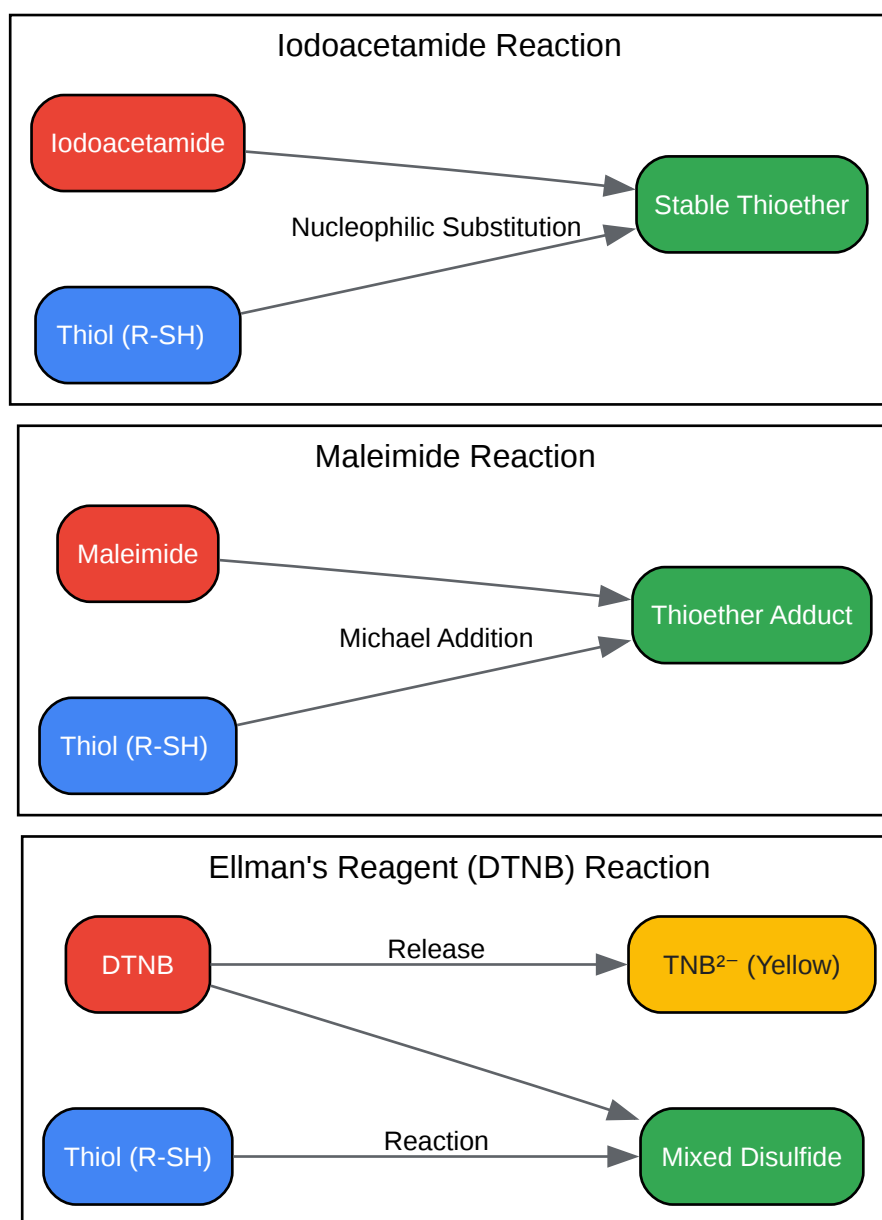 Iodoacetamide Reaction
Iodoacetamide
Stable Thioether
Nucleophilic Substitution
Thiol (R-SH)
Maleimide Reaction
Maleimide
Thioether Adduct
Michael Addition
Thiol (R-SH)
Ellman's Reagent (DTNB) Reaction
DTNB
Release
TNB²⁻ (Yellow)
Thiol (R-SH)
Reaction
Mixed Disulfide